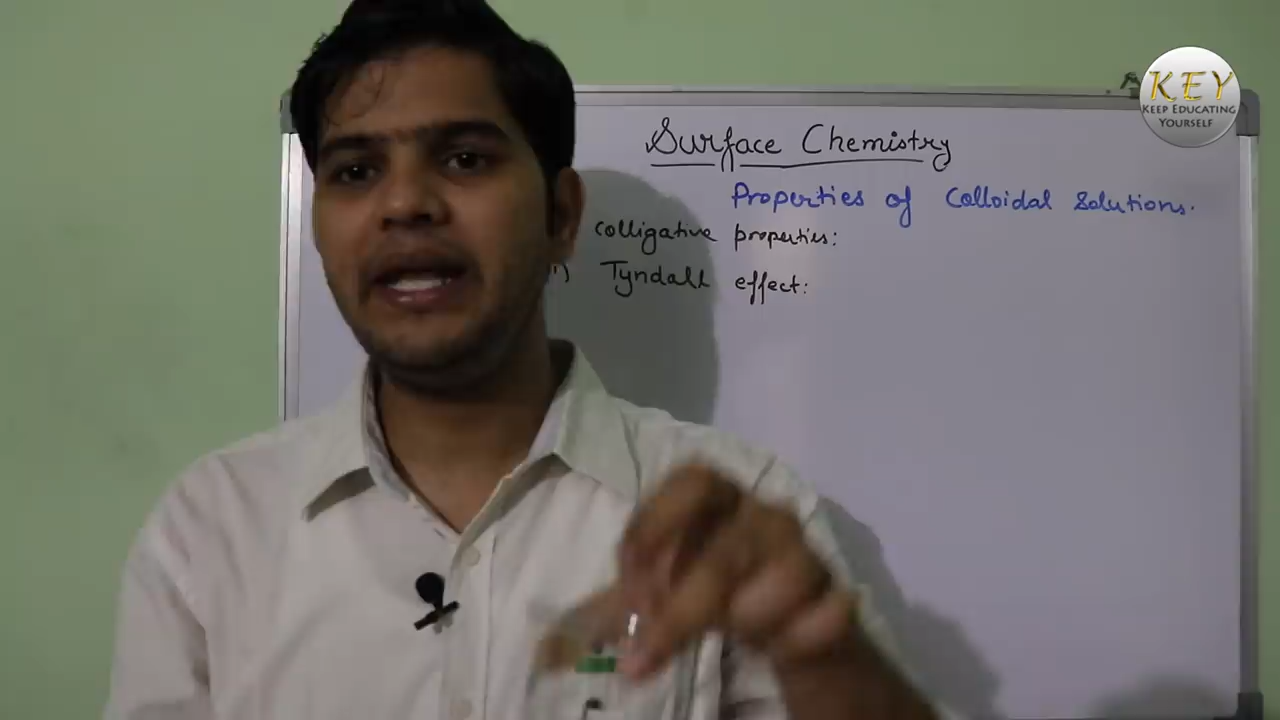 KEY
KEEP EDUCATING
YOURSELF
Surface Chemistry
Properties of Colloidal Solutions.
colligative properties:
Tyndall effect: